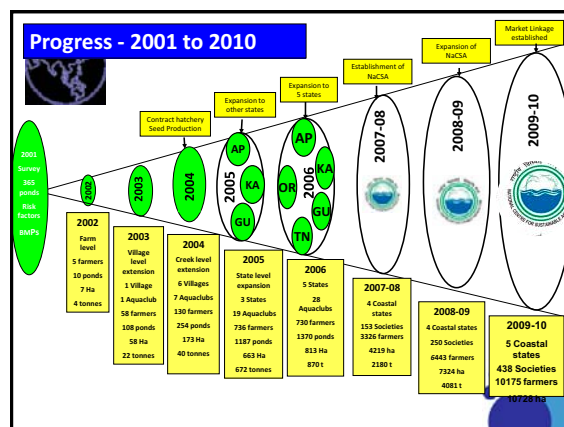 Progress - 2001 to 2010
Market Linkage
established
Expansion of
NaCSA
Establishment of
NaCSA
Expansion to
5 states
Expansion to
other states
Contract hatchery
Seed Production
2001
Survey
365
ponds
Risk
factors
BMPs
2002
2003
2004
2005
AP
KA
GU
2006
AP
KA
OR
GU
TN
2007-08
2008-09
2009-10
2002
Farm
level
5 farmers
10 ponds
7 Ha
4 tonnes
2003
Village
level
extension
1 Village
1 Aquaclub
58 farmers
108 ponds
58 Ha
22 tonnes
2004
Creek level
extension
6 Villages
7 Aquaclubs
130 farmers
254 ponds
173 Ha
40 tonnes
2005
State level
expansion
3 States
19 Aquaclubs
736 farmers
1187 ponds
663 Ha
672 tonnes
2006
5 States
28
Aquaclubs
730 farmers
1370 ponds
813 Ha
870 t
2007-08
4 Coastal
states
153 Societies
3326 farmers
4219 ha
2180 t
2008-09
4 Coastal states
250 Societies
6443 farmers
7324 ha
4081 t
2009-10
5 Coastal
states
438 Societies
10175 farmers
10728 ha